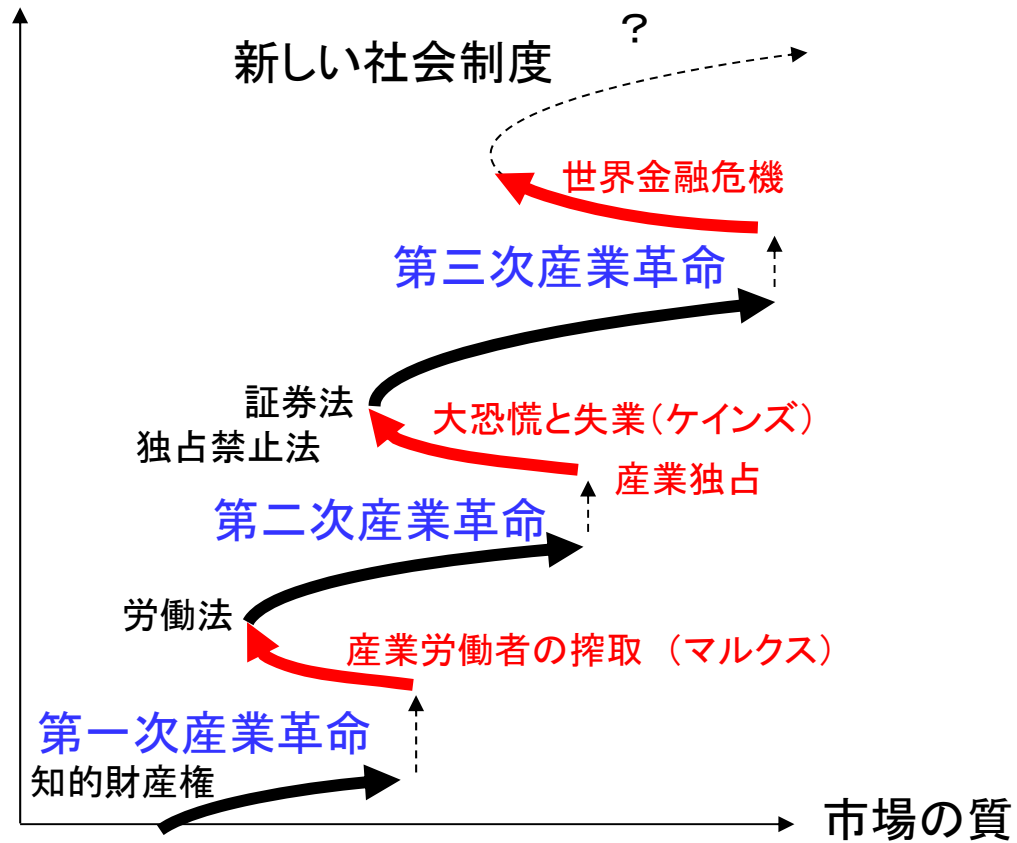 ?
新しい社会制度
世界金融危機
第三次産業革命
証券法
大恐慌と失業(ケインズ)
独占禁止法
産業独占
第二次産業革命
労働法
産業労働者の搾取 (マルクス)
第一次産業革命
知的財産権
市場の質